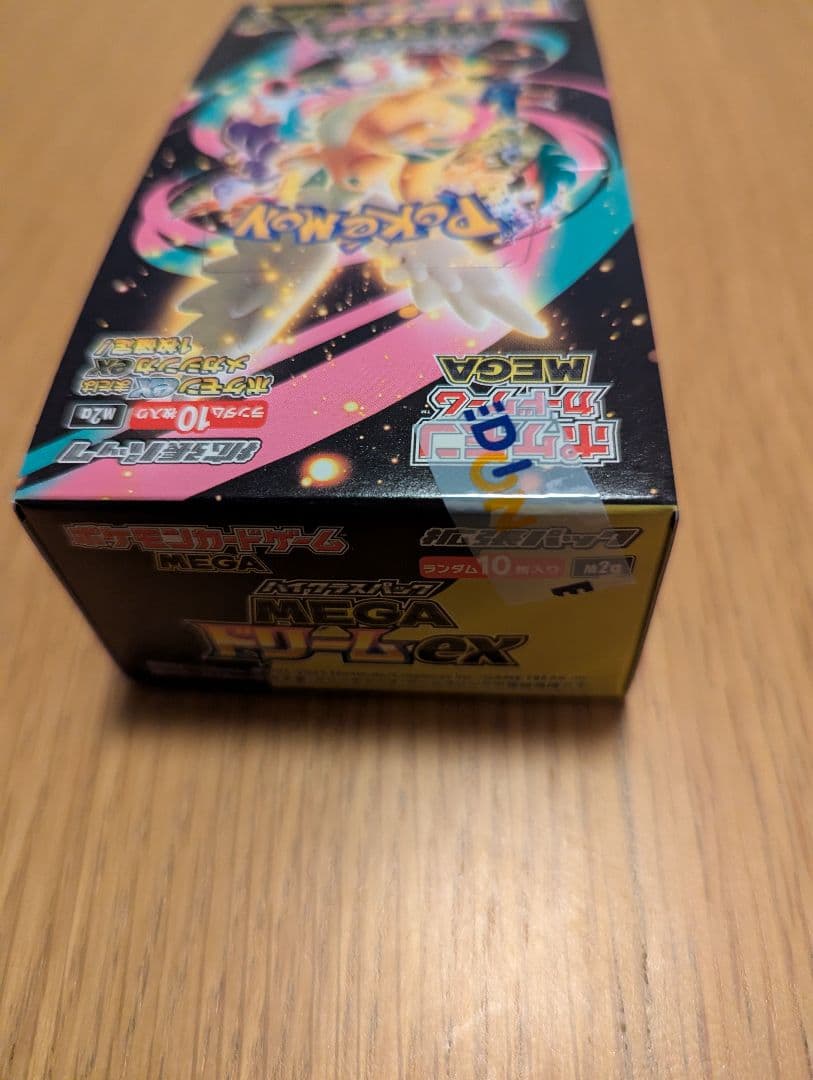 POKéMON
ポケモン
カードゲーム
MEGA
拡張パック
ランダム10枚入り
M2a
ポケモンexまたは
メガシンカex
1枚確定!
ポケモンカードゲーム
MEGA
拡張パック
ランダム10枚入り
M2a
ハイクラスパック
MEGA
ドリームex